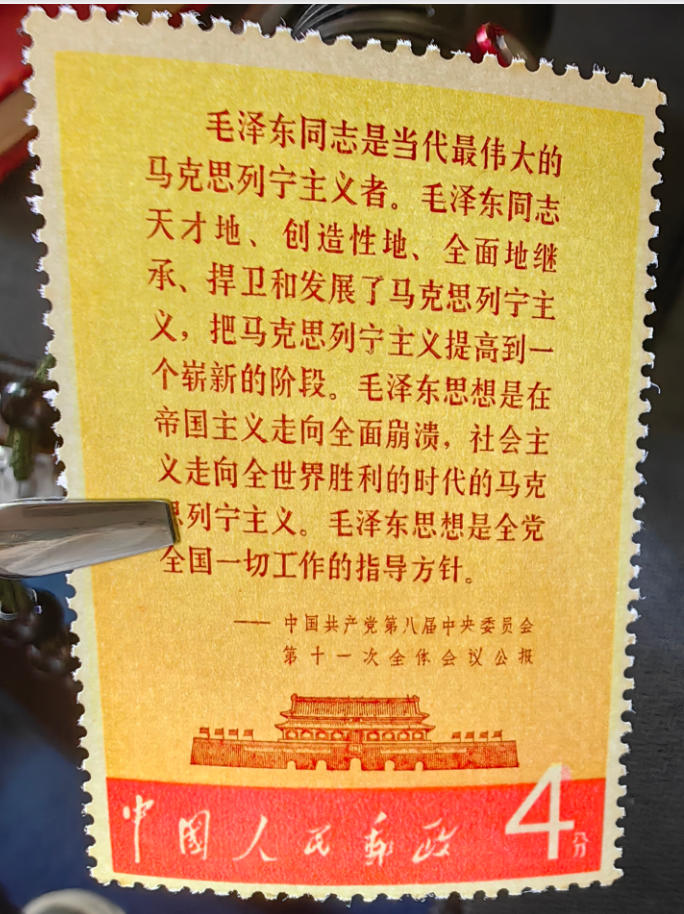 毛泽东同志是当代最伟大的
马克思列宁主义者。毛泽东同志
天才地、创造性地、全面地继
承、捍卫和发展了马克思列宁主
义，把马克思列宁主义提高到一
个崭新的阶段。毛泽东思想是在
帝国主义走向全面崩溃，社会主
义走向全世界胜利的时代的马克
思列宁主义。毛泽东思想是全党
全国一切工作的指导方针。
—— 中国共产党第八届中央委员会
第十一次全体会议公报
中国人民邮政
4分